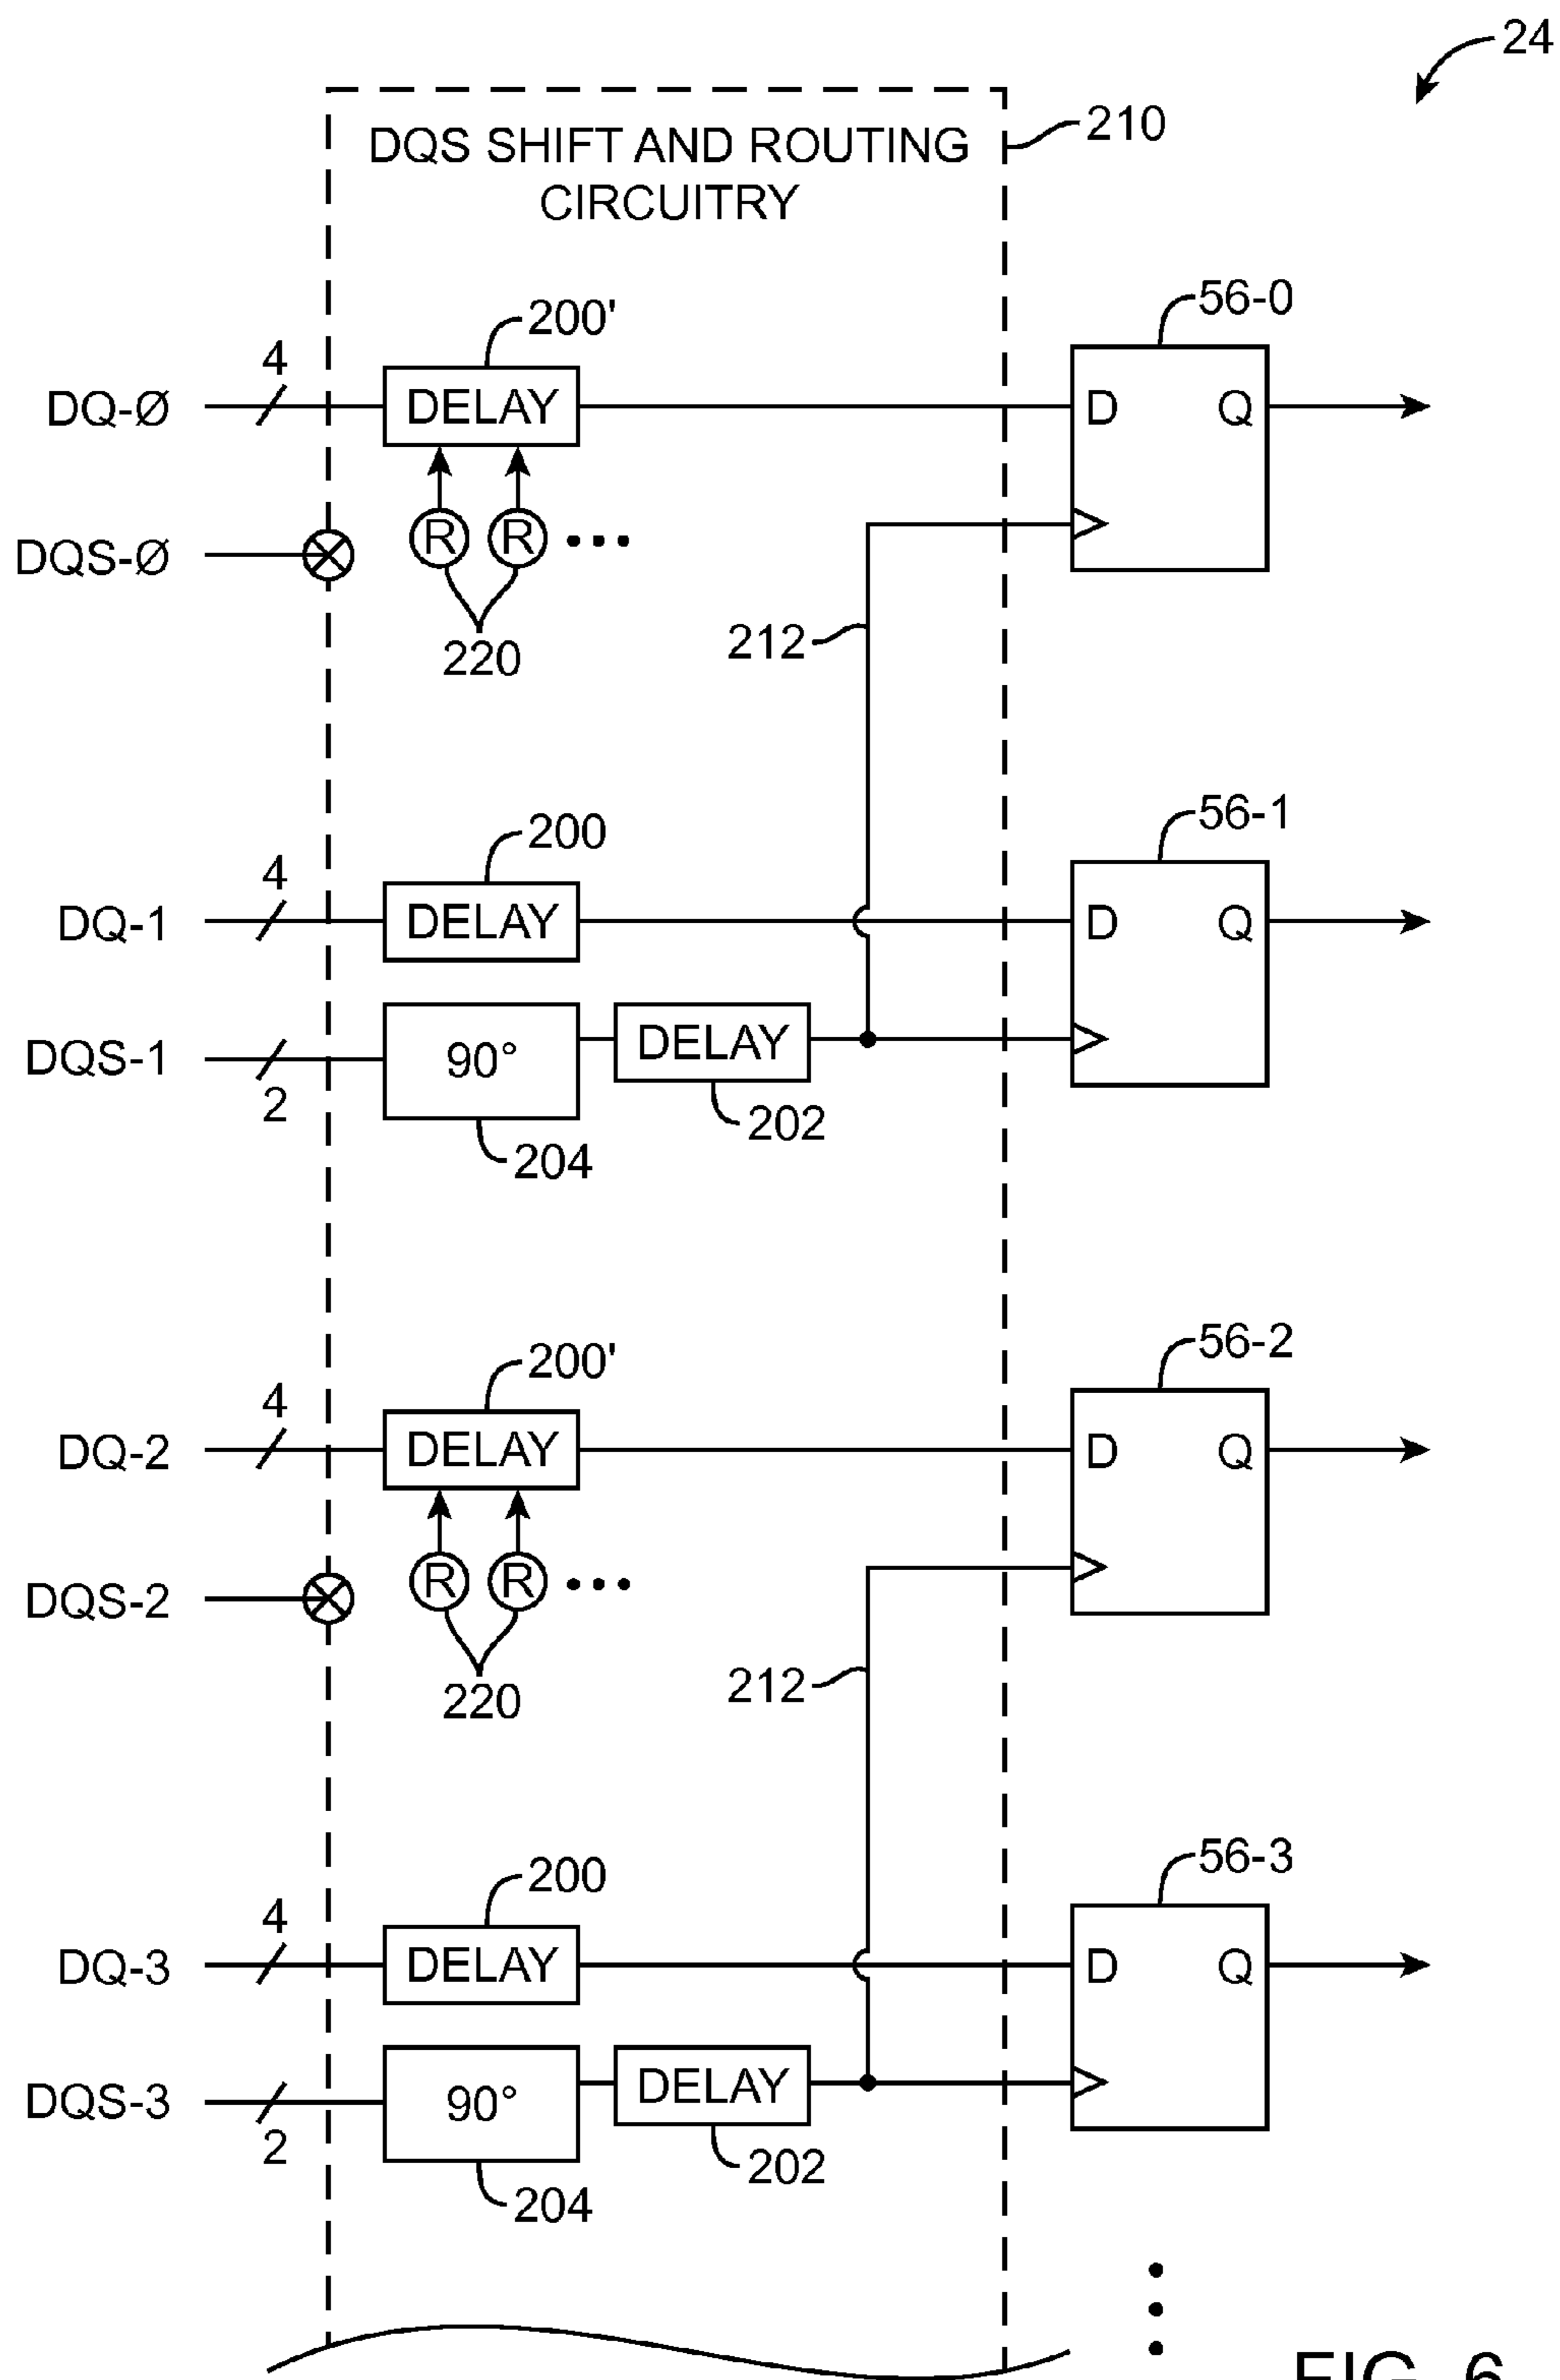 24
DQS SHIFT AND ROUTING
CIRCUITRY
210
200'
56-0
4
DQ-Ø
DELAY
D
Q
DQS-Ø
R
R
220
212
200
56-1
4
DQ-1
DELAY
D
Q
DQS-1
2
90°
DELAY
202
204
200'
56-2
4
DQ-2
DELAY
D
Q
DQS-2
R
R
220
212
200
56-3
4
DQ-3
DELAY
D
Q
DQS-3
2
90°
DELAY
202
204
FIG. 6